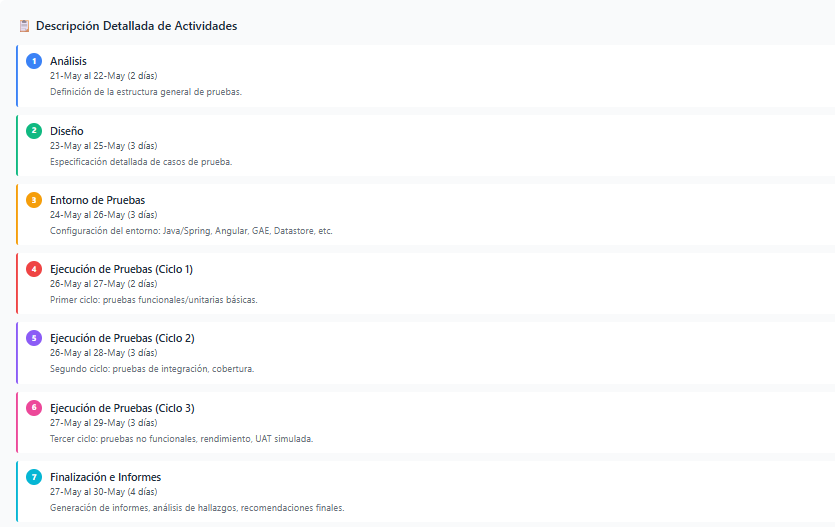 Descripción Detallada de Actividades
1 Análisis
21-May al 22-May (2 días)
Definición de la estructura general de pruebas.
2 Diseño
23-May al 25-May (3 días)
Especificación detallada de casos de prueba.
3 Entorno de Pruebas
24-May al 26-May (3 días)
Configuración del entorno: Java/Spring, Angular, GAE, Datastore, etc.
4 Ejecución de Pruebas (Ciclo 1)
26-May al 27-May (2 días)
Primer ciclo: pruebas funcionales/unitarias básicas.
5 Ejecución de Pruebas (Ciclo 2)
26-May al 28-May (3 días)
Segundo ciclo: pruebas de integración, cobertura.
6 Ejecución de Pruebas (Ciclo 3)
27-May al 29-May (3 días)
Tercer ciclo: pruebas no funcionales, rendimiento, UAT simulada.
7 Finalización e Informes
27-May al 30-May (4 días)
Generación de informes, análisis de hallazgos, recomendaciones finales.